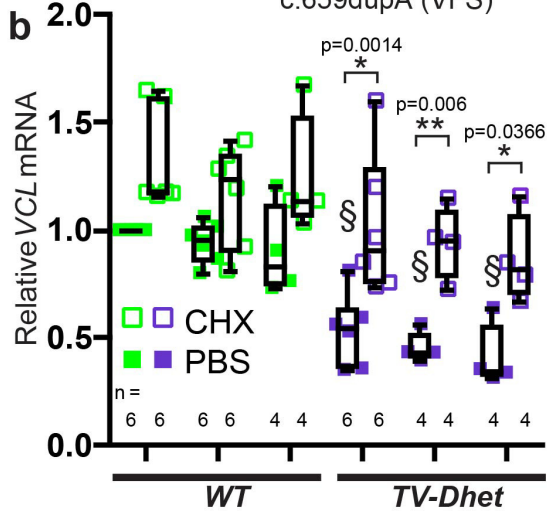 c.659dupA (VFS)
b
Relative VCL mRNA
2.0
1.5
1.0
0.5
0.0
p=0.0014
*
p=0.006
**
p=0.0366
*
§
§
§
CHX
PBS
n =
6 6 6 6 4 4 6 6 4 4 4 4
WT TV-Dhet